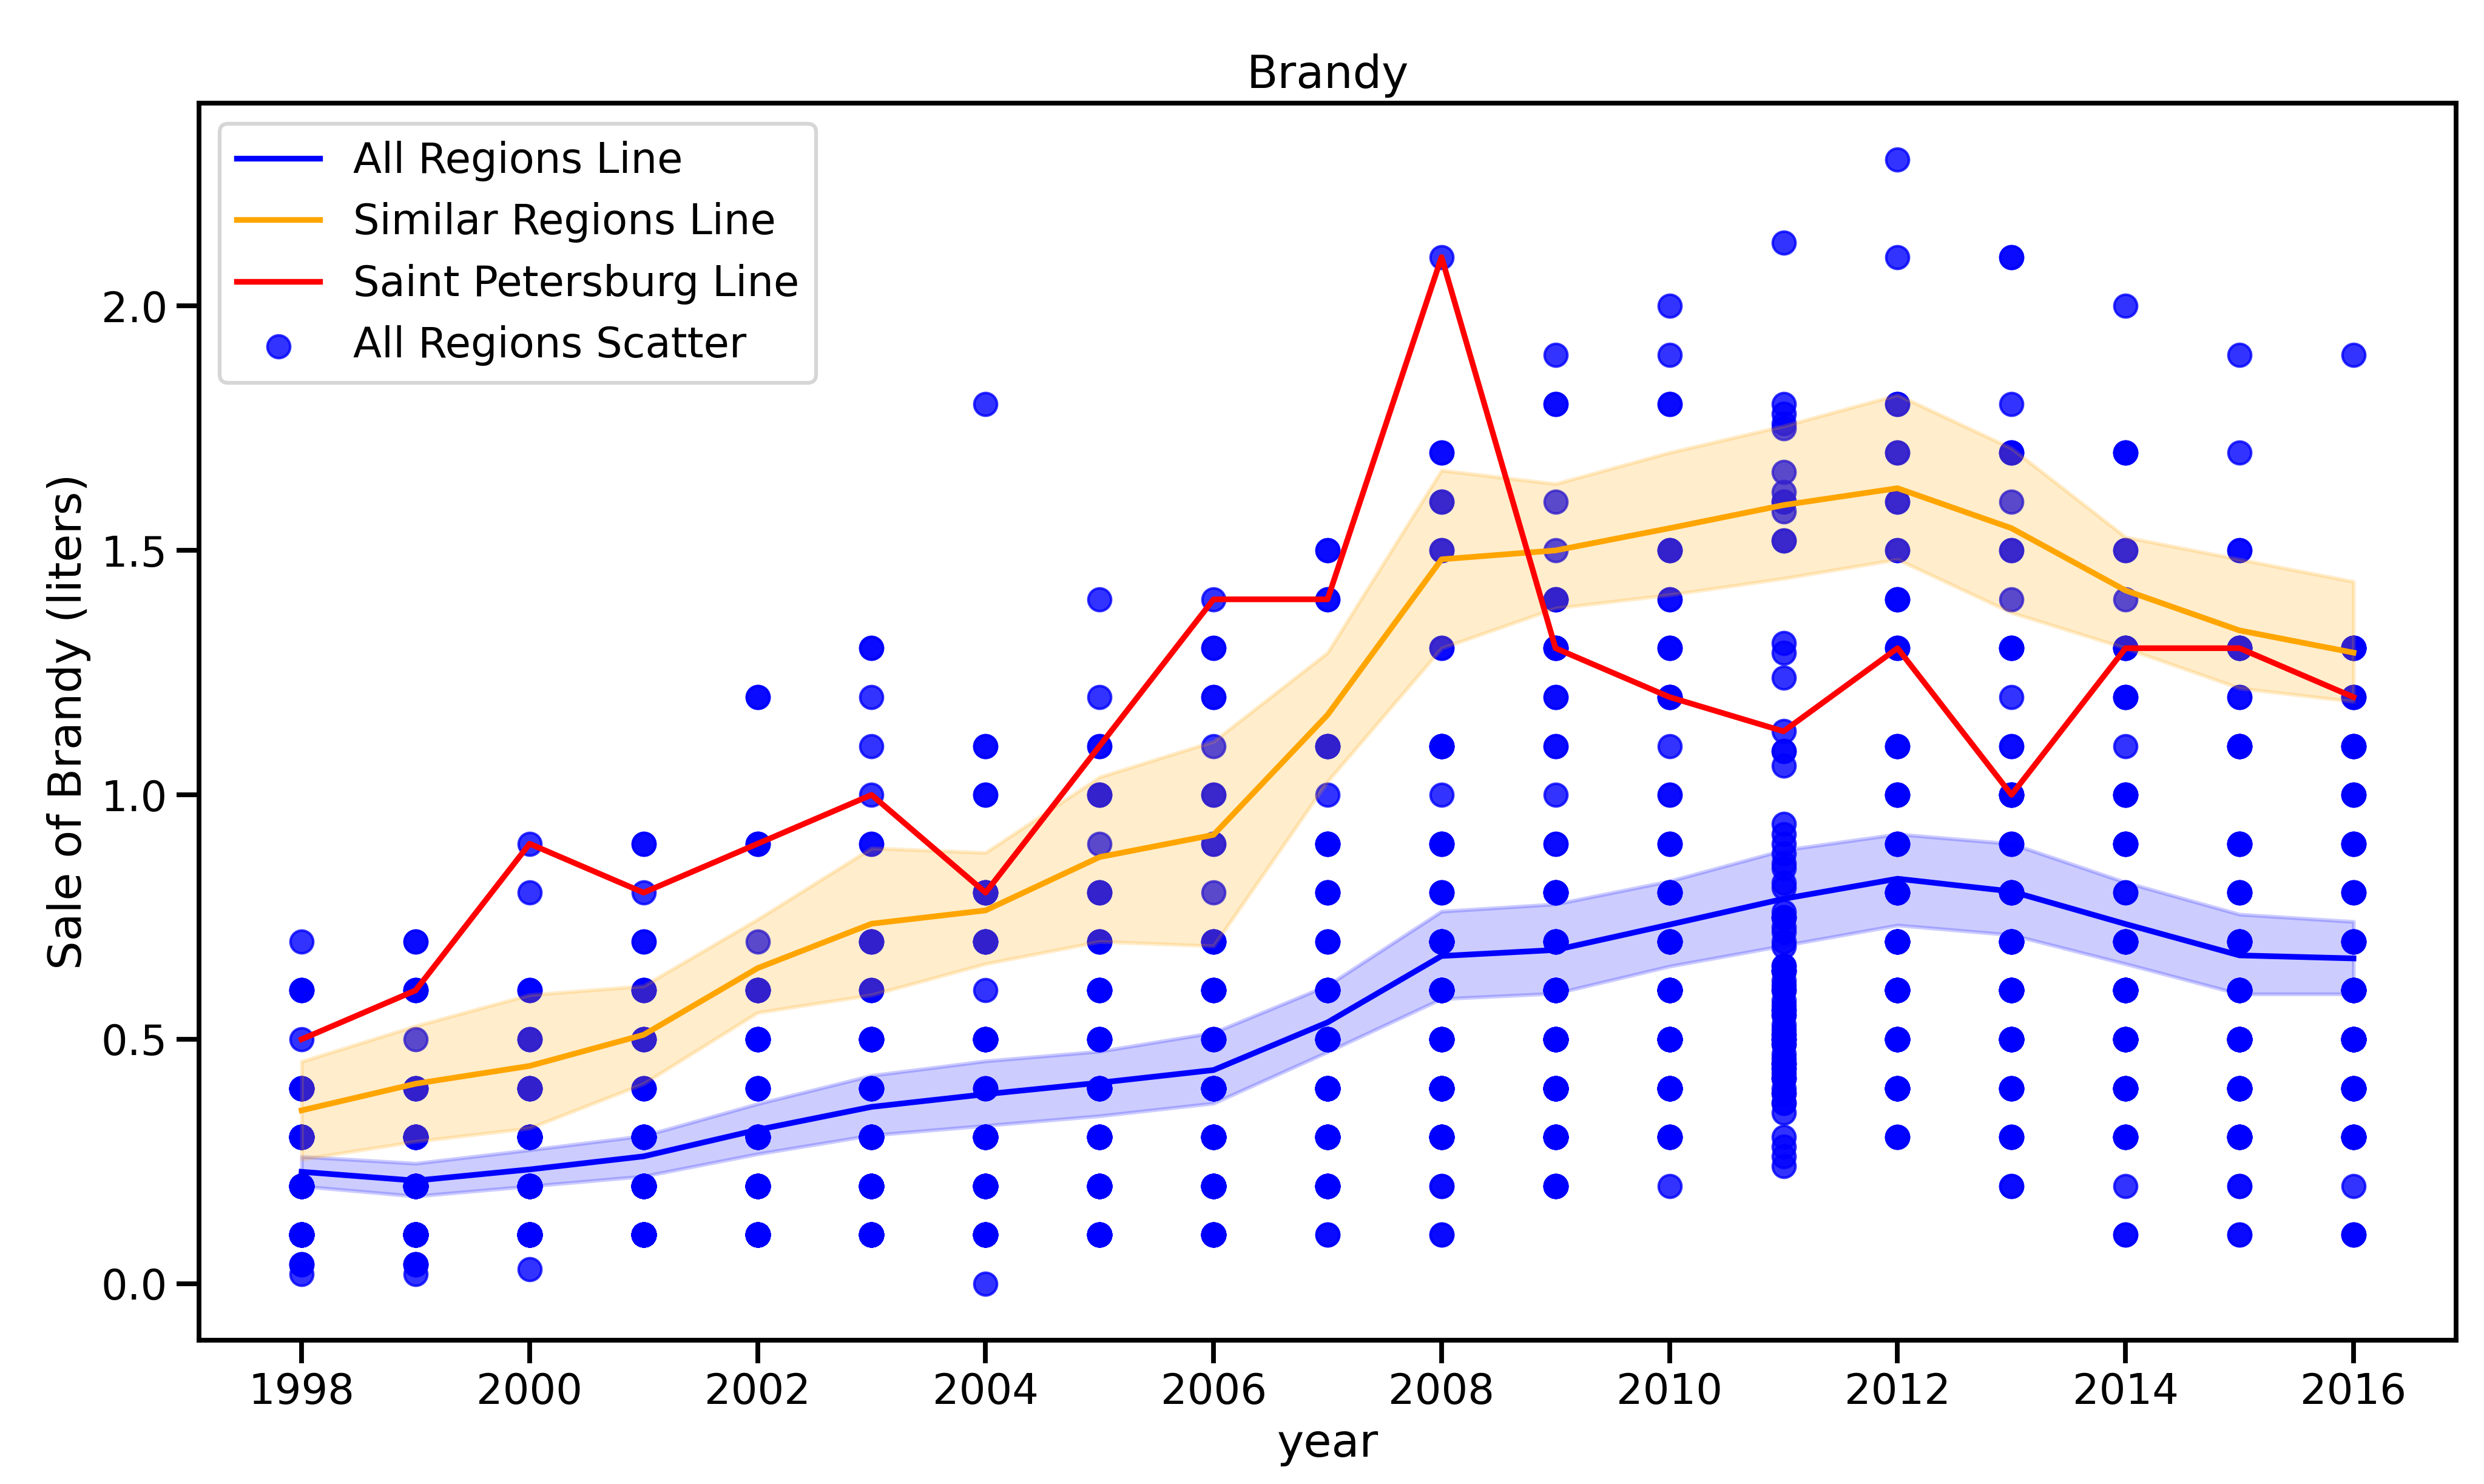 Brandy
All Regions Line
Similar Regions Line
Saint Petersburg Line
All Regions Scatter
Sale of Brandy (liters)
2.0
1.5
1.0
0.5
0.0
1998 2000 2002 2004 2006 2008 2010 2012 2014 2016
year